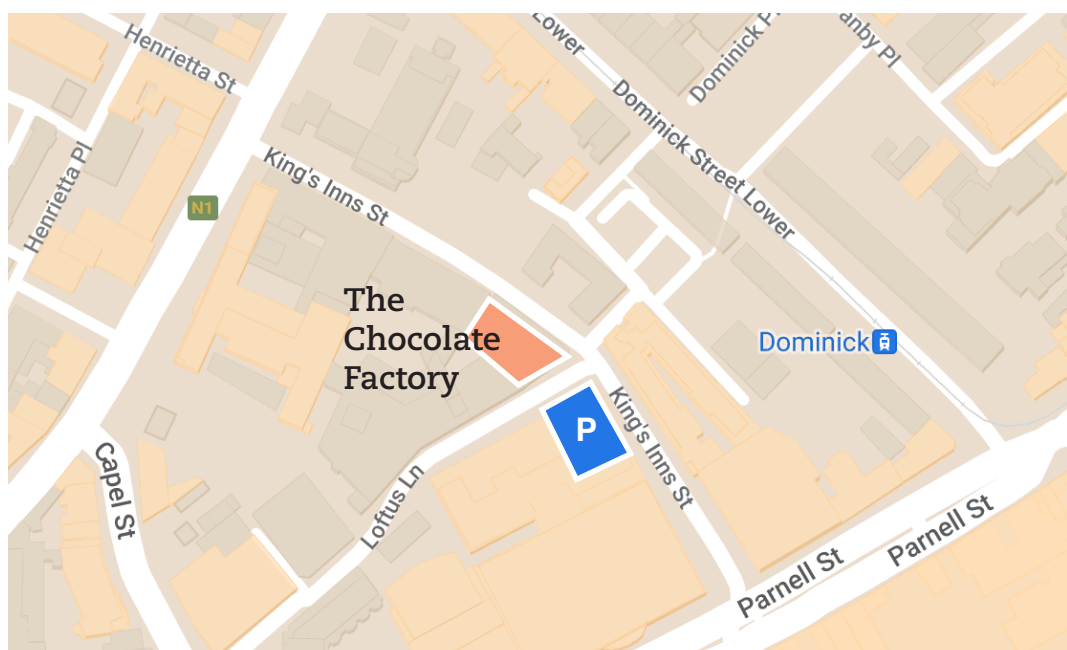 Henrietta St
Lower
Dominick Pl
anby Pl
Dominick Street Lower
King's Inns St
Henrietta Pl
N1
The
Chocolate
Factory
Dominick
P
King's Inns St
Capel St
Loftus Ln
Parnell St
Parnell St